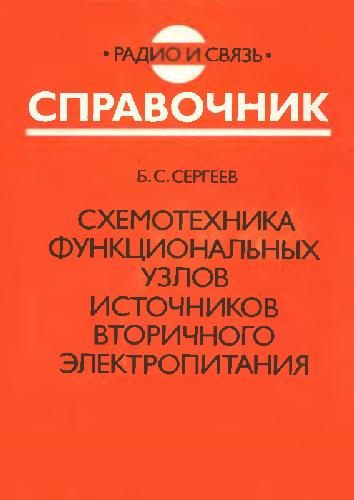 • РАДИО И СВЯЗЬ •
СПРАВОЧНИК
Б. С. СЕРГЕЕВ
СХЕМОТЕХНИКА
ФУНКЦИОНАЛЬНЫХ
УЗЛОВ
ИСТОЧНИКОВ
ВТОРИЧНОГО
ЭЛЕКТРОПИТАНИЯ